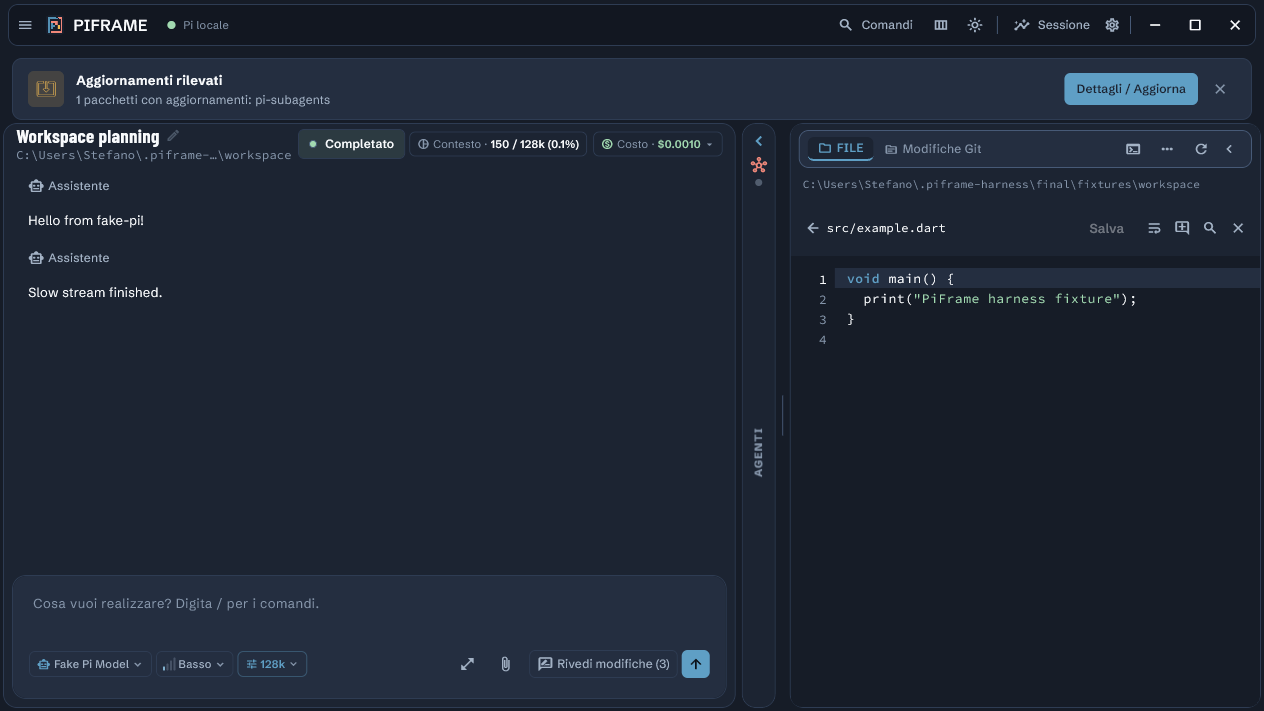 PIFRAME
Pi locale
Comandi
Sessione
Aggiornamenti rilevati
1 pacchetti con aggiornamenti: pi-subagents
Dettagli / Aggiorna
Workspace planning
C:\Users\Stefano\.piframe-…\workspace
Completato
Contesto · 150 / 128k (0.1%)
Costo · $0.0010
Assistente
Hello from fake-pi!
Assistente
Slow stream finished.
Cosa vuoi realizzare? Digita / per i comandi.
Fake Pi Model
Basso
128k
Rivedi modifiche (3)
AGENTI
FILE
Modifiche Git
C:\Users\Stefano\.piframe-harness\final\fixtures\workspace
src/example.dart
Salva
1 void main() {
2   print("PiFrame harness fixture");
3 }
4